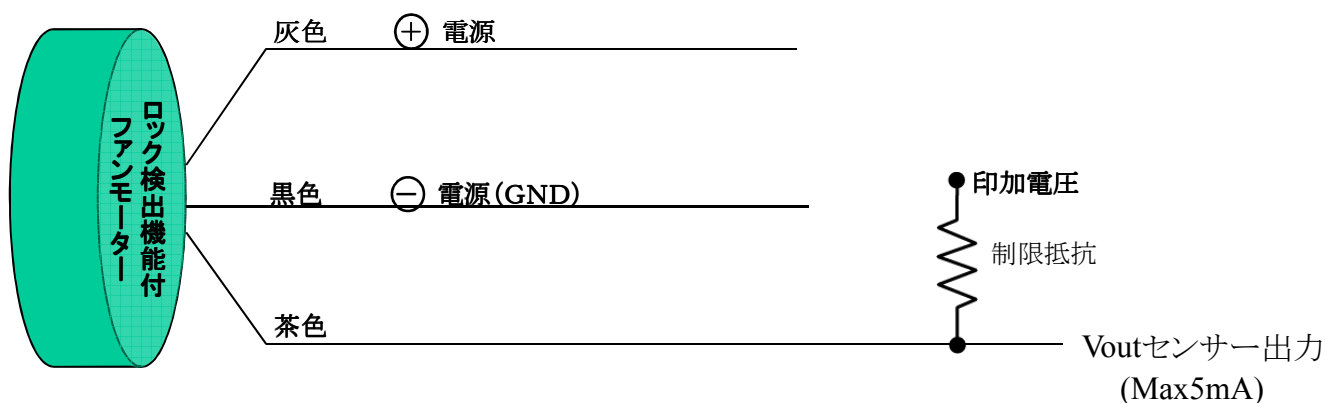 ロック検出機能付
ファンモーター
灰色 ⊕ 電源
黒色 ⊖ 電源(GND)
印加電圧
制限抵抗
茶色
Voutセンサー出力
(Max5mA)